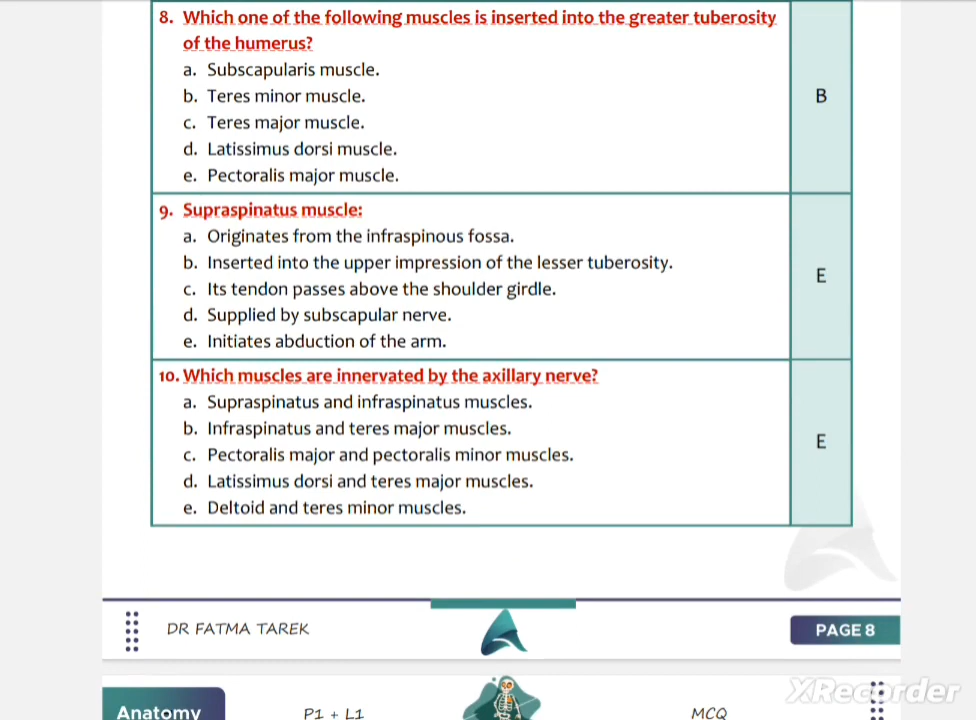 8. Which one of the following muscles is inserted into the greater tuberosity
of the humerus?
a. Subscapularis muscle.
b. Teres minor muscle.
B
c. Teres major muscle.
d. Latissimus dorsi muscle.
e. Pectoralis major muscle.
9. Supraspinatus muscle:
a. Originates from the infraspinous fossa.
b. Inserted into the upper impression of the lesser tuberosity.
E
c. Its tendon passes above the shoulder girdle.
d. Supplied by subscapular nerve.
e. Initiates abduction of the arm.
10. Which muscles are innervated by the axillary nerve?
a. Supraspinatus and infraspinatus muscles.
b. Infraspinatus and teres major muscles.
E
c. Pectoralis major and pectoralis minor muscles.
d. Latissimus dorsi and teres major muscles.
e. Deltoid and teres minor muscles.
DR FATMA TAREK
PAGE 8
XRecorder
Anatomy
P1 + L1
MCQ